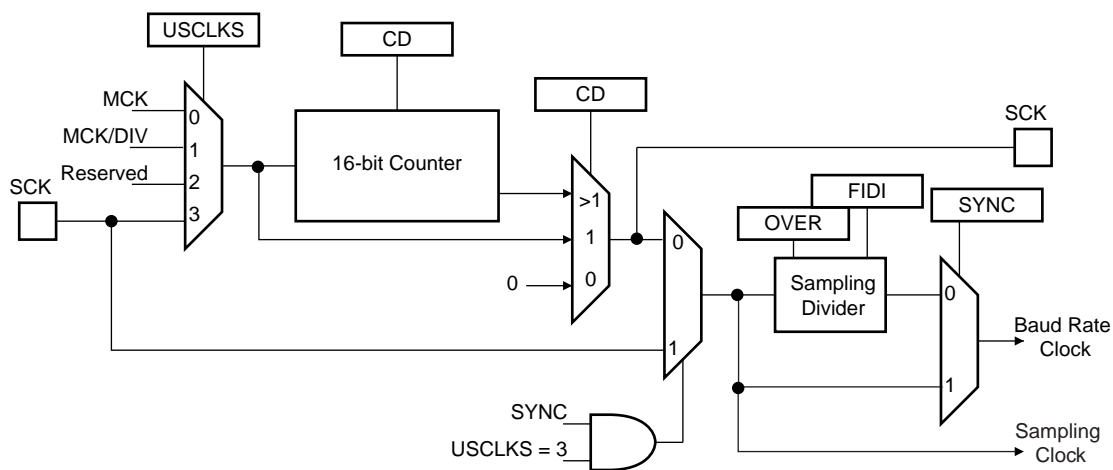 USCLKS
CD
MCK
MCK/DIV
Reserved
SCK
0
1
2
3
16-bit Counter
CD
>1
1
0
0
SCK
FIDI
OVER
SYNC
0
1
Sampling
Divider
0
1
Baud Rate
Clock
SYNC
USCLKS = 3
Sampling
Clock